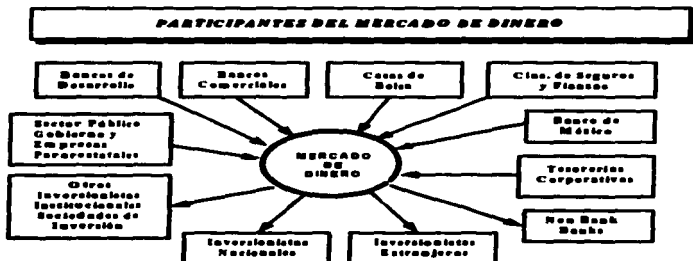 PARTICIPANTES DEL MERCADO DE DINERO
Bancos de
Desarrollo
Bancos
Comerciales
Casas de
Bolsa
Cías. de Seguros
y Fianzas
Sector Público
Gobierno y
Empresas
Paraestatales
MERCADO
DE
DINERO
Banco de
México
Tesorerías
Corporativas
Otros
Inversionistas
Institucionales
Sociedades de
Inversión
Non Bank
Banks
Inversionistas
Nacionales
Inversionistas
Extranjeros